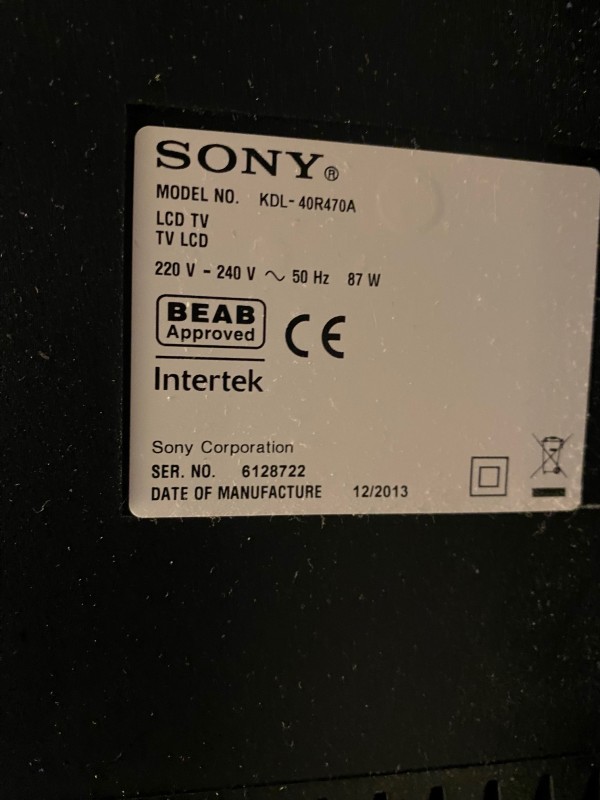 SONY®
MODEL NO. KDL-40R470A
LCD TV
TV LCD
220 V - 240 V ~ 50 Hz 87 W
BEAB
Approved
CE
Intertek
Sony Corporation
SER. NO. 6128722
DATE OF MANUFACTURE 12/2013